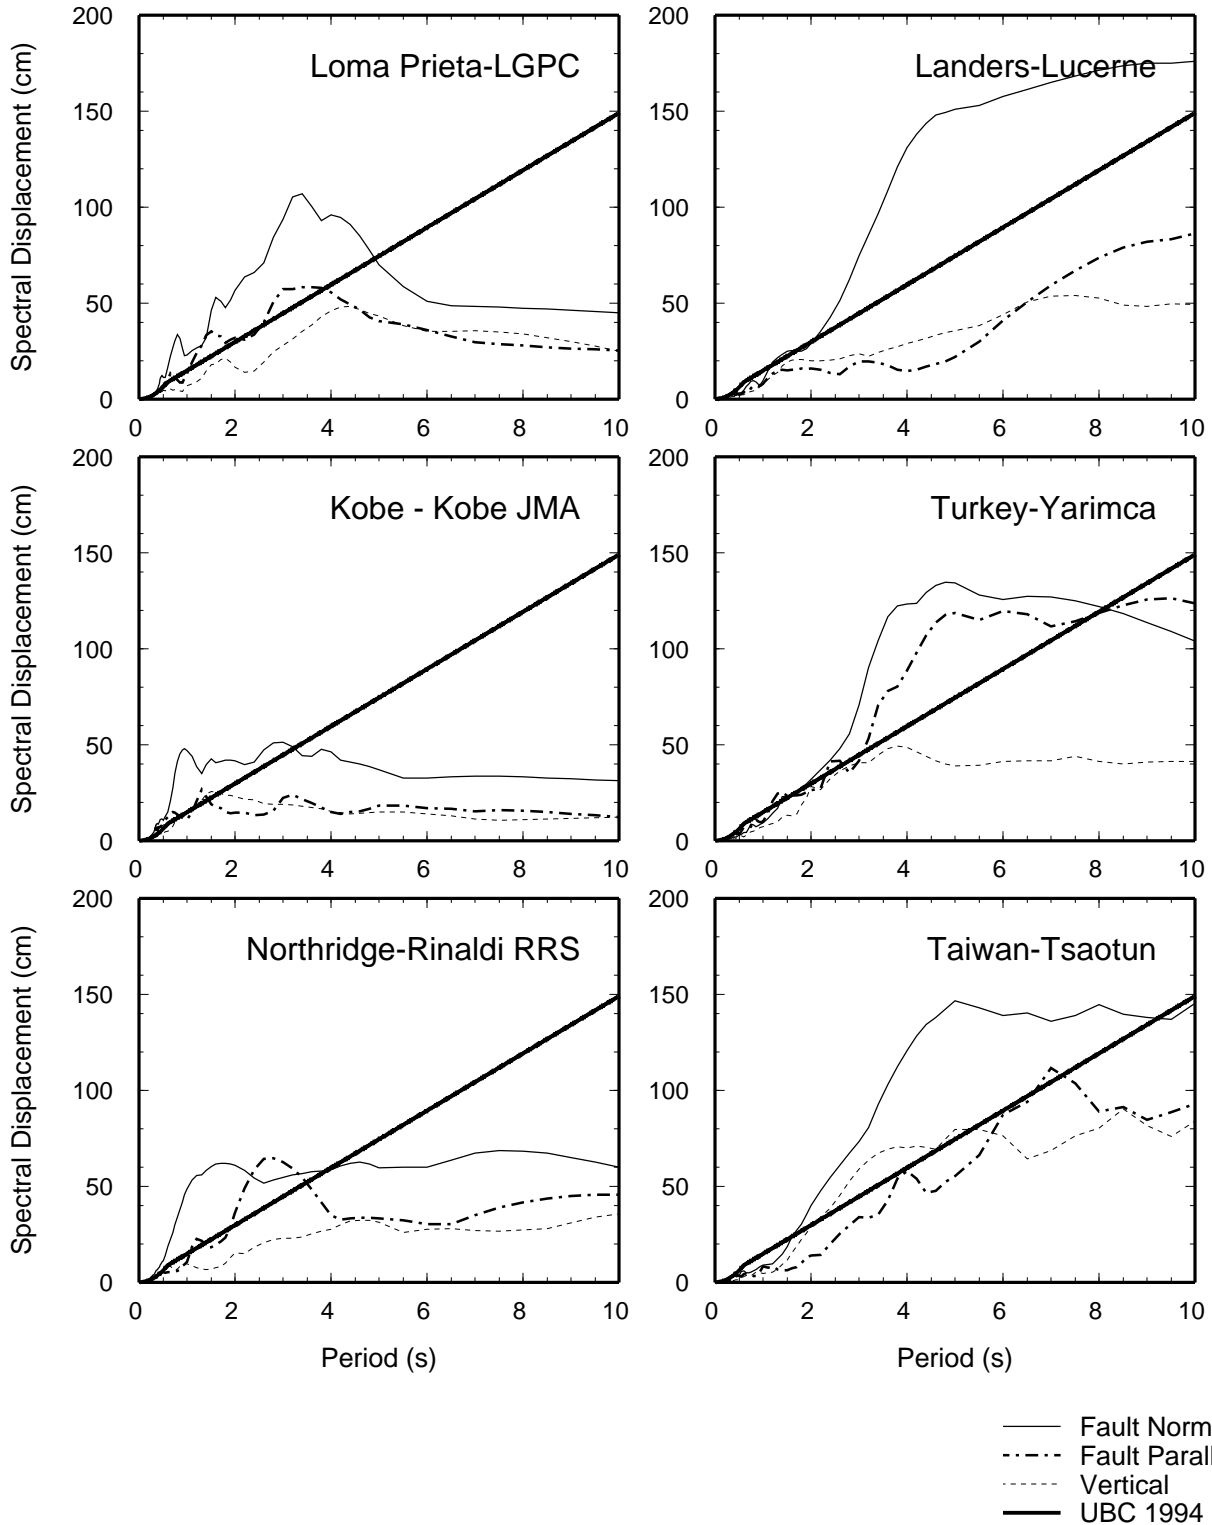 Loma Prieta-LGPC
Spectral Displacement (cm)
200
150
100
50
0
0 2 4 6 8 10
Landers-Lucerne
200
150
100
50
0
0 2 4 6 8 10
Kobe - Kobe JMA
Spectral Displacement (cm)
200
150
100
50
0
0 2 4 6 8 10
Turkey-Yarimca
200
150
100
50
0
0 2 4 6 8 10
Northridge-Rinaldi RRS
Spectral Displacement (cm)
200
150
100
50
0
0 2 4 6 8 10
Period (s)
Taiwan-Tsaotun
200
150
100
50
0
0 2 4 6 8 10
Period (s)
Fault Norm
Fault Parall
Vertical
UBC 1994